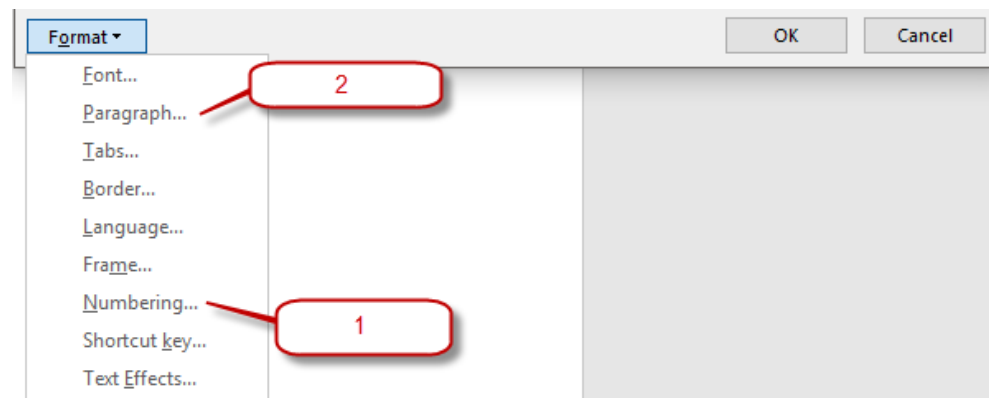 Format
OK
Cancel
Font...
2
Paragraph...
Tabs...
Border...
Language...
Frame...
Numbering...
1
Shortcut key...
Text Effects...